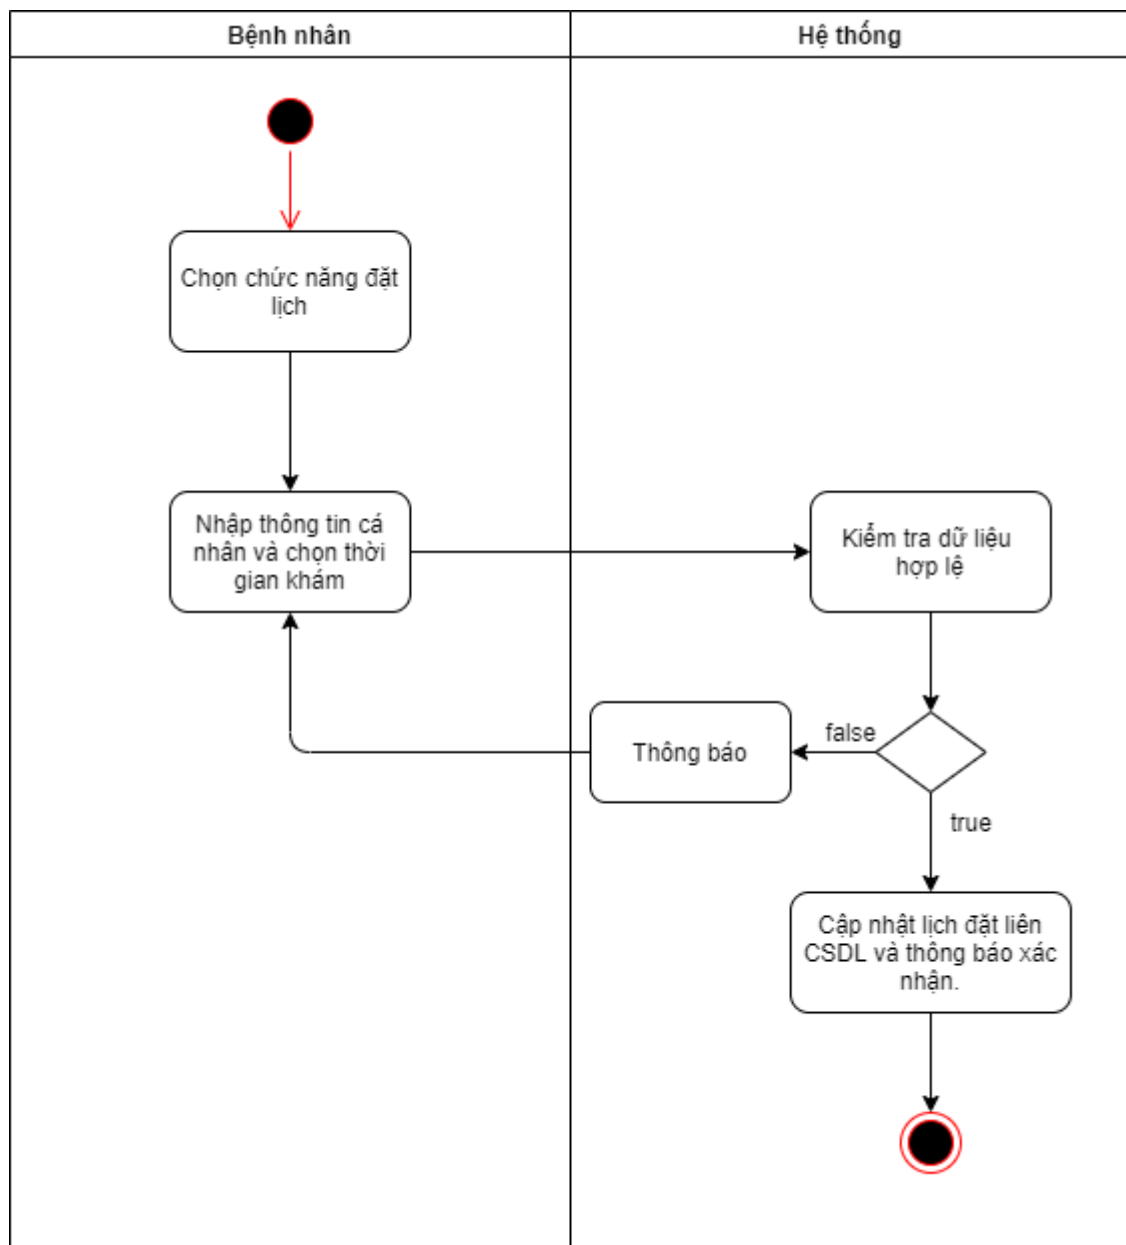 Bệnh nhân
Hệ thống
Chọn chức năng đặt
lịch
Nhập thông tin cá
nhân và chọn thời
gian khám
Kiểm tra dữ liệu
hợp lệ
Thông báo
false
true
Cập nhật lịch đặt liên
CSDL và thông báo xác
nhận.